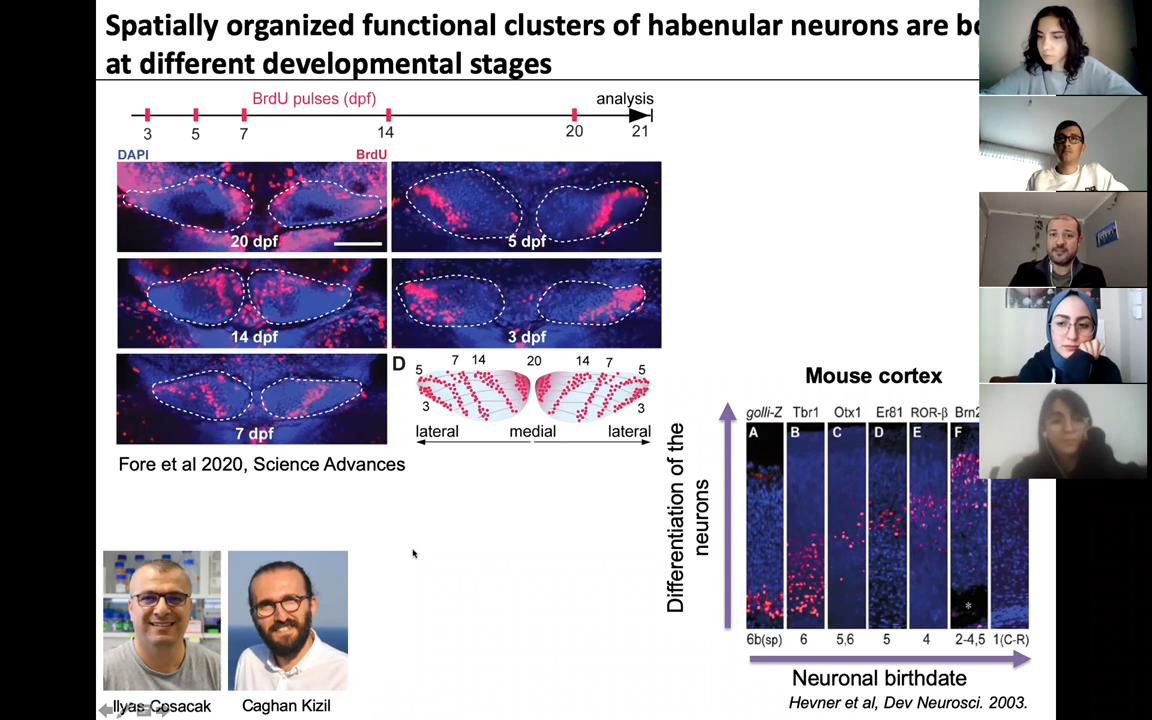 Spatially organized functional clusters of habenular neurons are
at different developmental stages
BrdU pulses (dpf)
analysis
3 5 7 14 20 21
DAPI BrdU
20 dpf
5 dpf
14 dpf
3 dpf
7 dpf
D
5 7 14 20 14 7 5
3 3
lateral medial lateral
Fore et al 2020, Science Advances
Mouse cortex
golli-Z Tbr1 Otx1 Er81 ROR-β Brn2
A B C D E F
Differentiation of the
neurons
*
6b(sp) 6 5,6 5 4 2-4,5 1(C-R)
Neuronal birthdate
Hevner et al, Dev Neurosci. 2003.
Ilyas Cosacak
Caghan Kizil